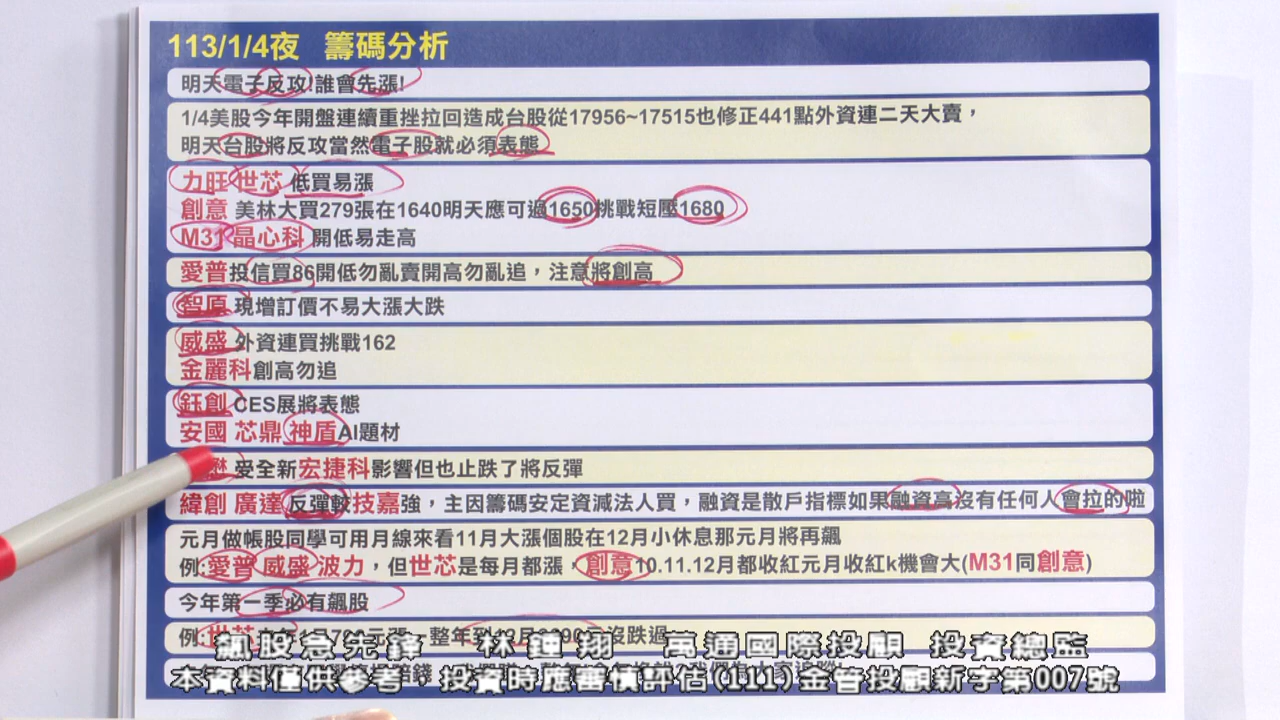 113/1/4夜 籌碼分析
明天電子反攻!誰會先漲!
1/4美股今年開盤連續重挫拉回造成台股從17956~17515也修正441點外資連二天大賣，
明天台股將反攻當然電子股就必須表態
力旺 世芯 低買易漲
創意 美林大買279張在1640明天應可過1650挑戰短壓1680
M31 晶心科 開低易走高
愛普投信買86開低勿亂賣開高勿亂追，注意將創高
智原 現增訂價不易大漲大跌
威盛 外資連買挑戰162
金麗科創高勿追
鈺創 CES展將表態
安國 芯鼎 神盾AI題材
受全新宏捷科影響但也止跌了將反彈
緯創 廣達 反彈較技嘉強，主因籌碼安定資減法人買，融資是散戶指標如果融資高沒有任何人會拉的啦
元月做帳股同學可用月線來看11月大漲個股在12月小休息那元月將再飆
例:愛普 威盛 波力，但世芯是每月都漲，創意10.11.12月都收紅元月收紅k機會大(M31同創意)
今年第一季必有飆股
例:世芯
飆股急先鋒 林鍾翔 萬通國際投顧 投資總監
本資料僅供參考 投資時應審慎評估(111)金管投顧新字第007號